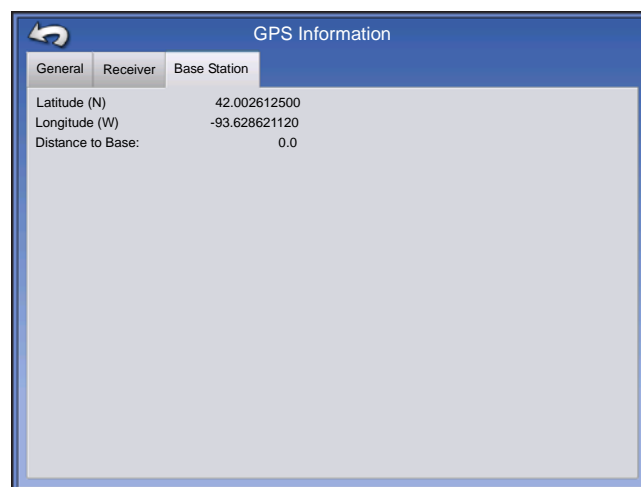 GPS Information
General Receiver Base Station
Latitude (N) 42.002612500
Longitude (W) -93.628621120
Distance to Base: 0.0